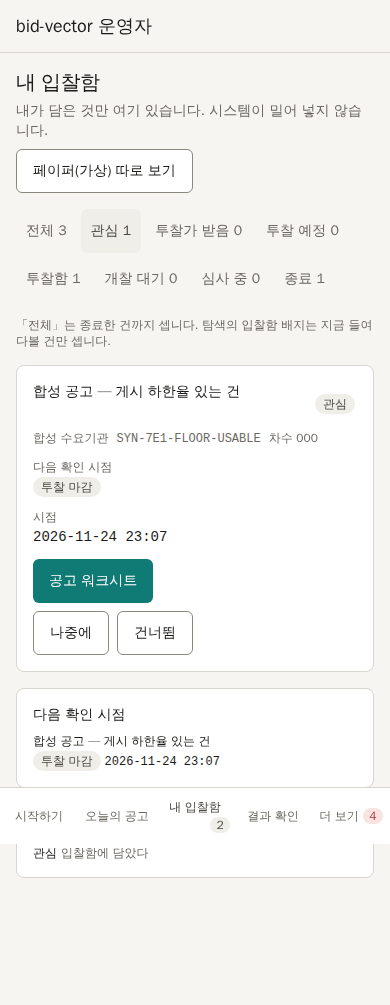 bid-vector 운영자
내 입찰함
내가 담은 것만 여기 있습니다. 시스템이 밀어 넣지 않습
니다.
페이퍼(가상) 따로 보기
전체 3 관심 1 투찰가 받음 0 투찰 예정 0
투찰함 1 개찰 대기 0 심사 중 0 종료 1
「전체」는 종료한 건까지 셉니다. 탐색의 입찰함 배지는 지금 들여
다볼 건만 셉니다.
합성 공고 — 게시 하한율 있는 건
관심
합성 수요기관 SYN-7E1-FLOOR-USABLE 차수 000
다음 확인 시점
투찰 마감
시점
2026-11-24 23:07
공고 워크시트
나중에 건너뜀
다음 확인 시점
합성 공고 — 게시 하한율 있는 건
투찰 마감 2026-11-24 23:07
시작하기 오늘의 공고 내 입찰함 2 결과 확인 더 보기 4
관심 입찰함에 담았다